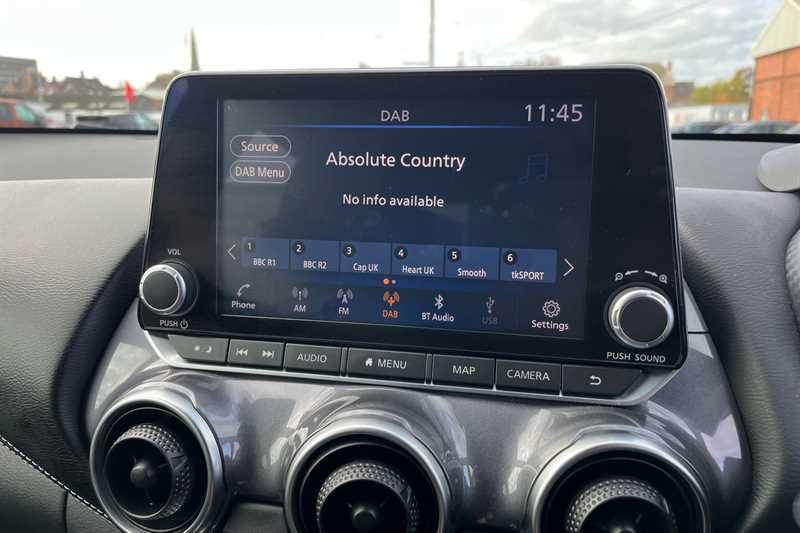 DAB
11:45
Source
Absolute Country
DAB Menu
No info available
1 2 3 4 5 6
BBC R1 BBC R2 Cap UK Heart UK Smooth tkSPORT
Phone AM FM DAB BT Audio USB Settings
VOL
PUSH
PUSH SOUND
AUDIO MENU MAP CAMERA